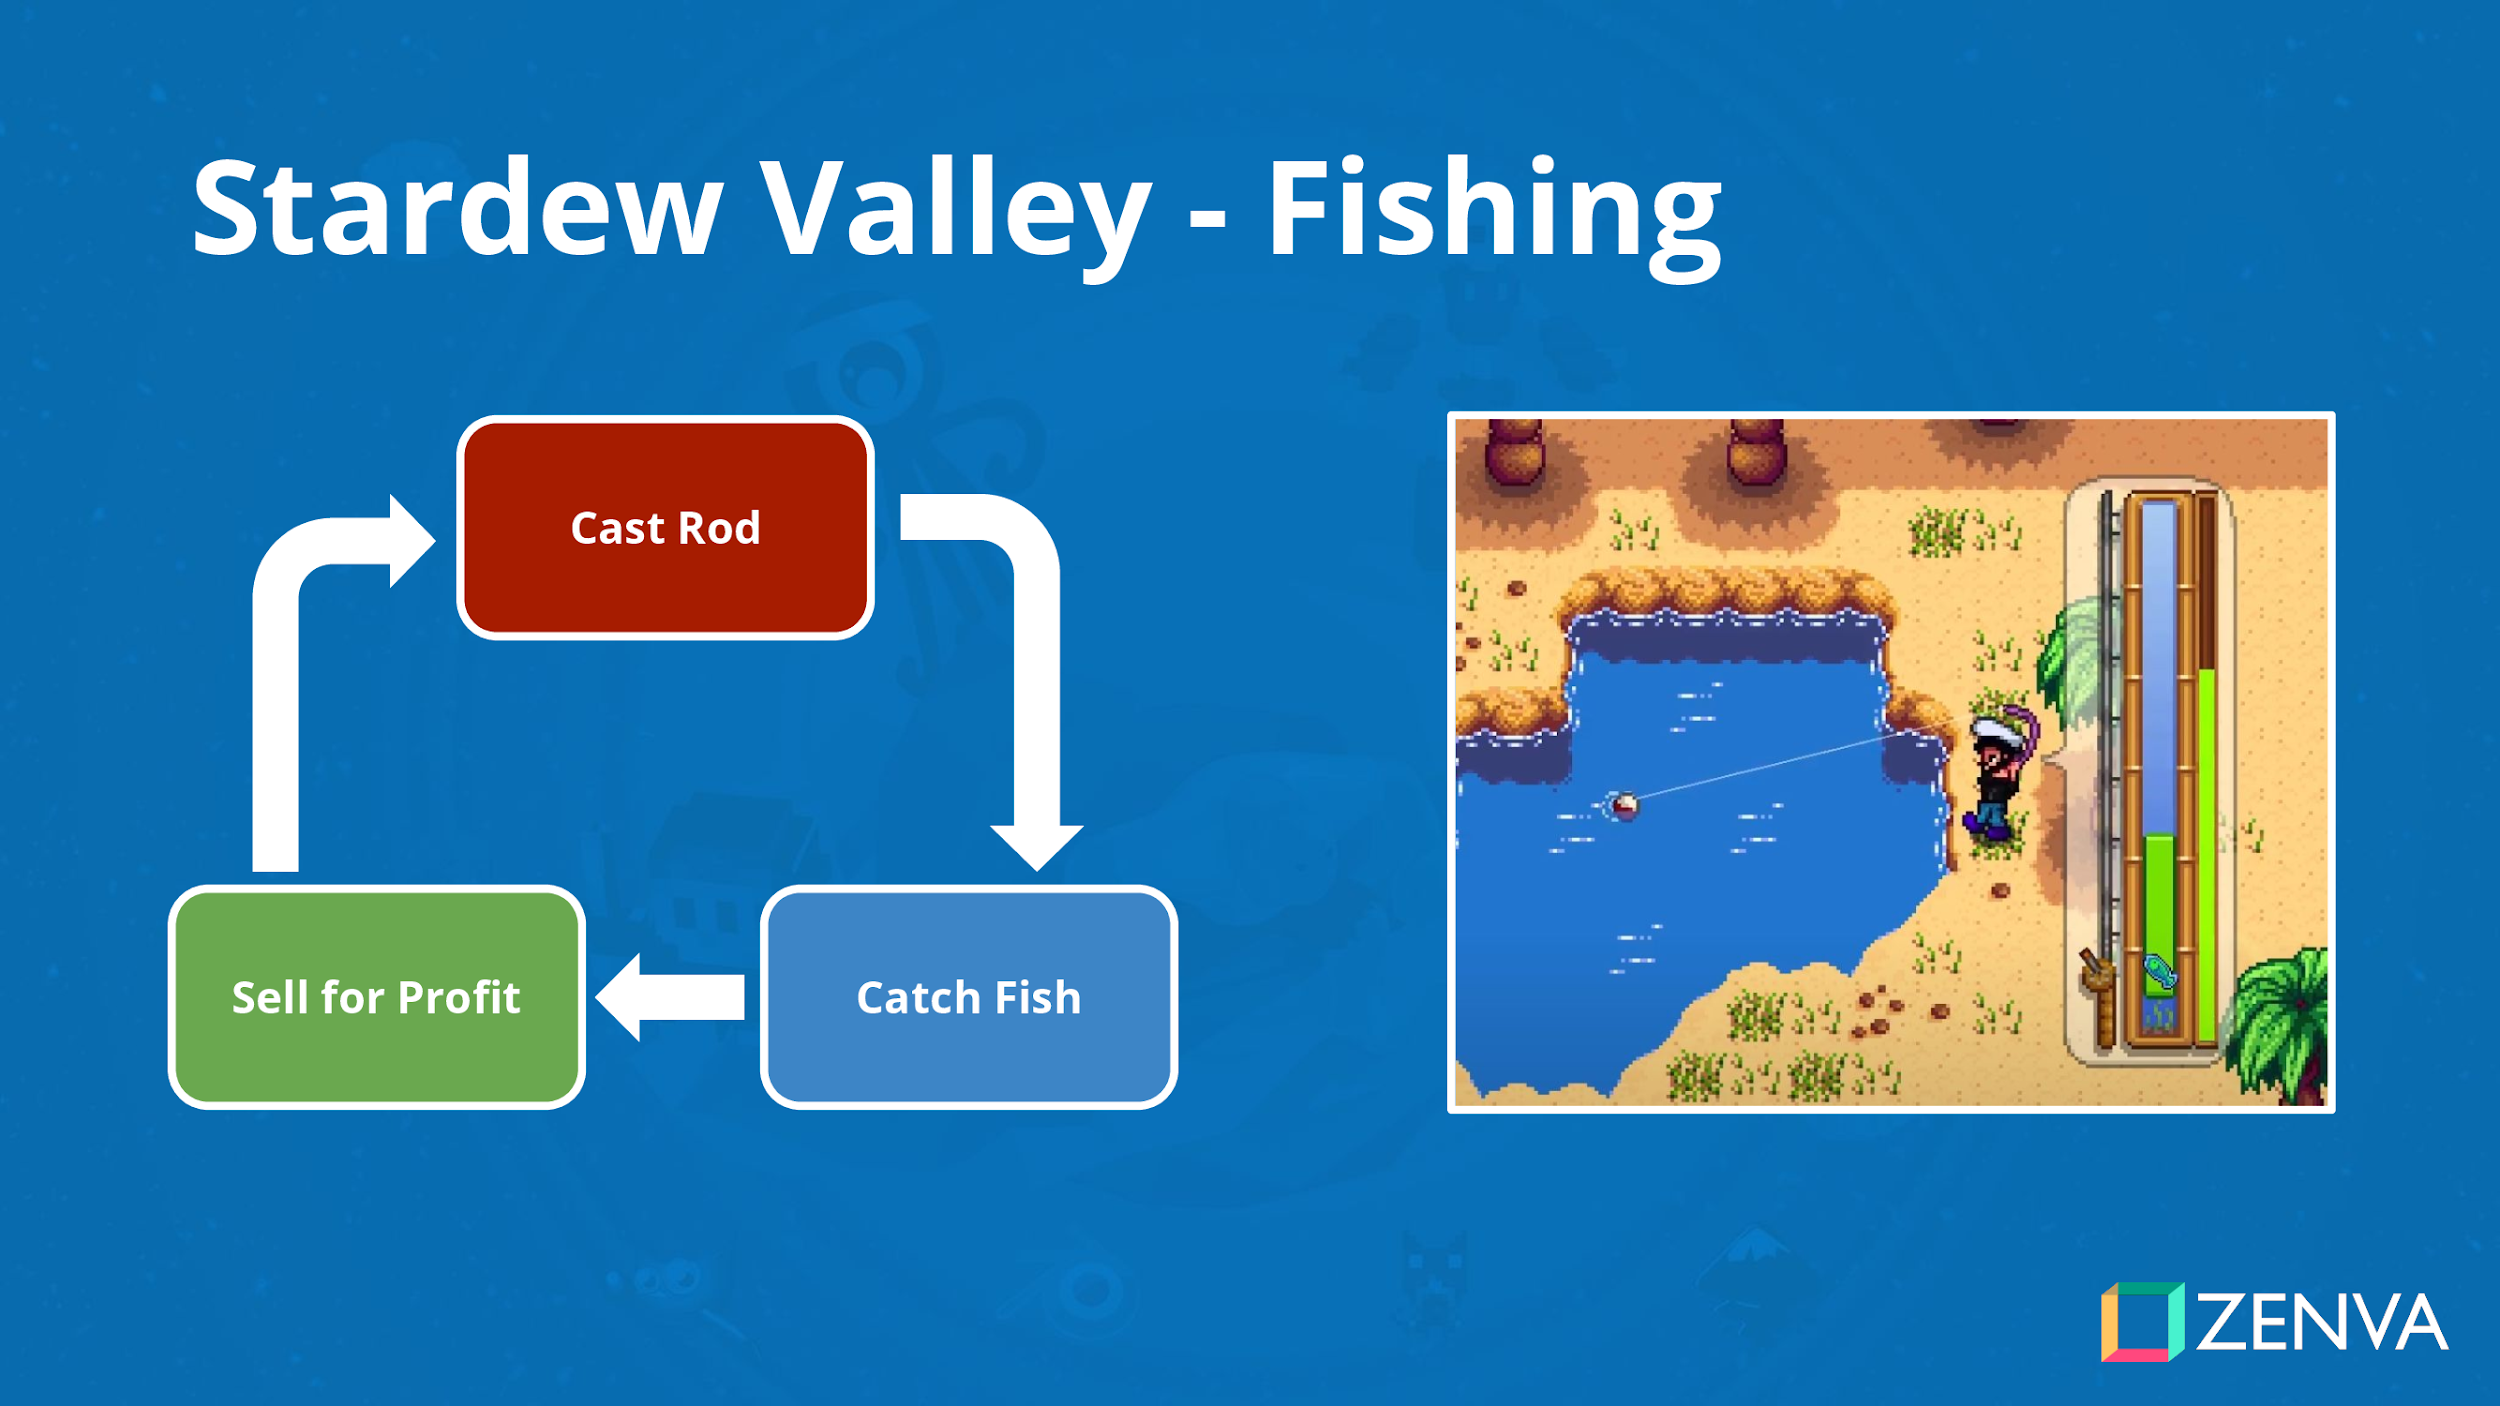 Stardew Valley - Fishing
Cast Rod
Sell for Profit
Catch Fish
ZENVA